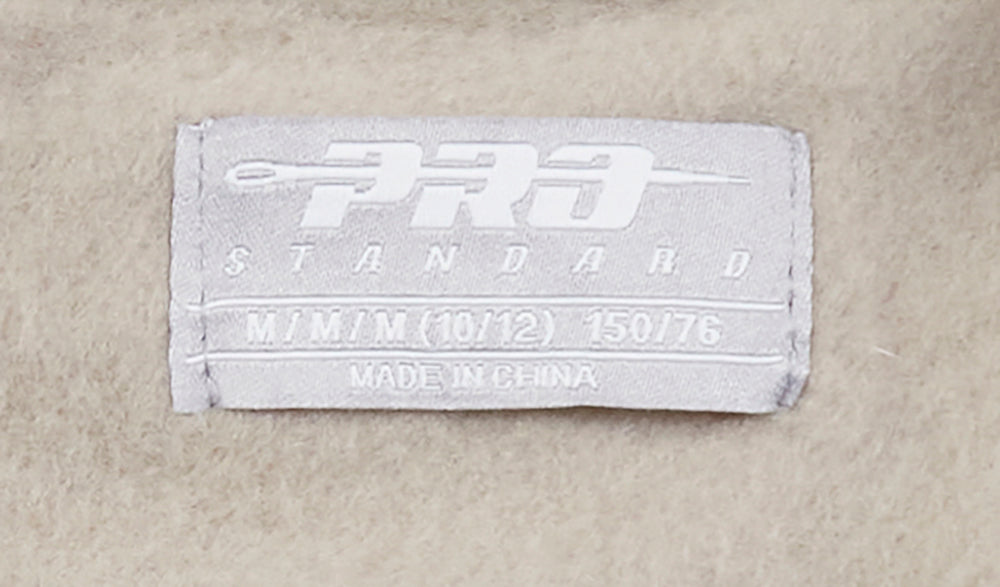 PRO
STANDARD
M/M/M (10/12) 150/76
MADE IN CHINA